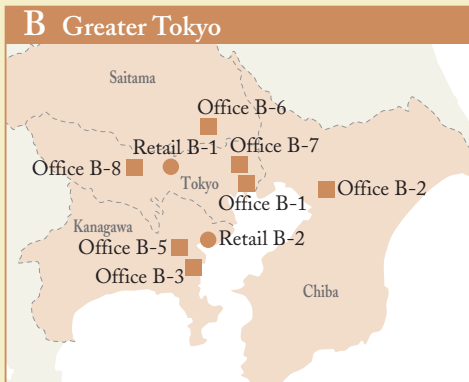 B Greater Tokyo
Saitama
Office B-6
Retail B-1
Office B-7
Office B-8
Tokyo
Office B-2
Office B-1
Kanagawa
Retail B-2
Office B-5
Office B-3
Chiba